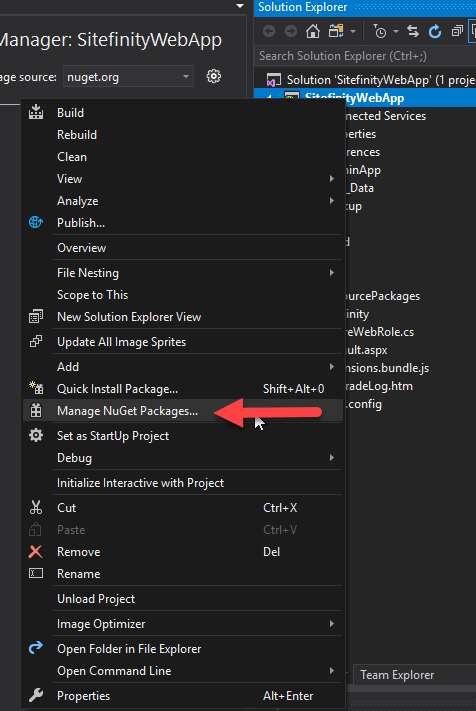 Manager: SitefinityWebApp
age source: nuget.org
Solution Explorer
Search Solution Explorer (Ctrl+;)
Solution 'SitefinityWebApp' (1 proje
SitefinityWebApp
nnected Services
perties
erences
minApp
_Data
kup
d
ourcePackages
finity
reWebRole.cs
ault.aspx
ensions.bundle.js
radeLog.htm
.config
Build
Rebuild
Clean
View
Analyze
Publish...
Overview
File Nesting
Scope to This
New Solution Explorer View
Update All Image Sprites
Add
Quick Install Package... Shift+Alt+0
Manage NuGet Packages...
Set as StartUp Project
Debug
Initialize Interactive with Project
Cut Ctrl+X
Paste Ctrl+V
Remove Del
Rename
Unload Project
Image Optimizer
Open Folder in File Explorer
Open Command Line
Properties Alt+Enter
Team Explorer